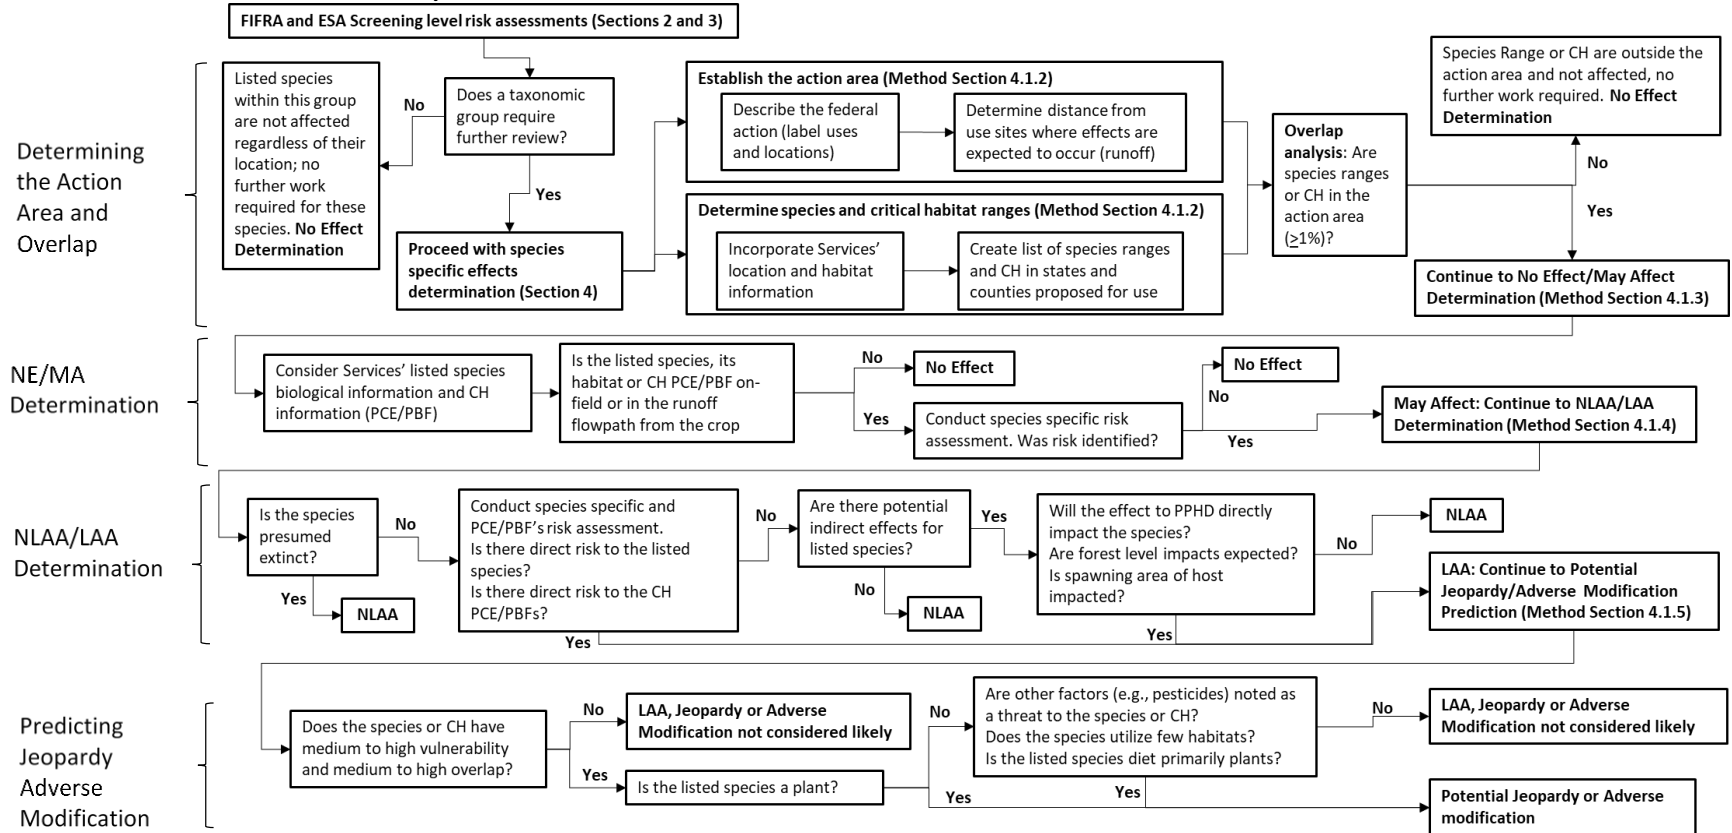 FIFRA and ESA Screening level risk assessments (Sections 2 and 3)
Determining
the Action
Area and
Overlap
Listed species
within this group
are not affected
regardless of their
location; no
further work
required for these
species. No Effect
Determination
No
Does a taxonomic
group require
further review?
Yes
Proceed with species
specific effects
determination (Section 4)
Establish the action area (Method Section 4.1.2)
Describe the federal
action (label uses
and locations)
Determine distance from
use sites where effects are
expected to occur (runoff)
Determine species and critical habitat ranges (Method Section 4.1.2)
Incorporate Services’
location and habitat
information
Create list of species ranges
and CH in states and
counties proposed for use
Overlap
analysis: Are
species ranges
or CH in the
action area
(≥1%)?
Species Range or CH are outside the
action area and not affected, no
further work required. No Effect
Determination
No
Yes
Continue to No Effect/May Affect
Determination (Method Section 4.1.3)
NE/MA
Determination
Consider Services’ listed species
biological information and CH
information (PCE/PBF)
Is the listed species, its
habitat or CH PCE/PBF on-
field or in the runoff
flowpath from the crop
No
No Effect
Yes
Conduct species specific risk
assessment. Was risk identified?
No Effect
No
Yes
May Affect: Continue to NLAA/LAA
Determination (Method Section 4.1.4)
NLAA/LAA
Determination
Is the species
presumed
extinct?
No
Yes
NLAA
Conduct species specific and
PCE/PBF’s risk assessment.
Is there direct risk to the listed
species?
Is there direct risk to the CH
PCE/PBFs?
No
Yes
Are there potential
indirect effects for
listed species?
Yes
No
NLAA
Will the effect to PPHD directly
impact the species?
Are forest level impacts expected?
Is spawning area of host
impacted?
No
Yes
NLAA
LAA: Continue to Potential
Jeopardy/Adverse Modification
Prediction (Method Section 4.1.5)
Predicting
Jeopardy
Adverse
Modification
Does the species or CH have
medium to high vulnerability
and medium to high overlap?
No
LAA, Jeopardy or Adverse
Modification not considered likely
Yes
Is the listed species a plant?
No
Yes
Are other factors (e.g., pesticides) noted as
a threat to the species or CH?
Does the species utilize few habitats?
Is the listed species diet primarily plants?
No
Yes
LAA, Jeopardy or Adverse
Modification not considered likely
Potential Jeopardy or Adverse
modification